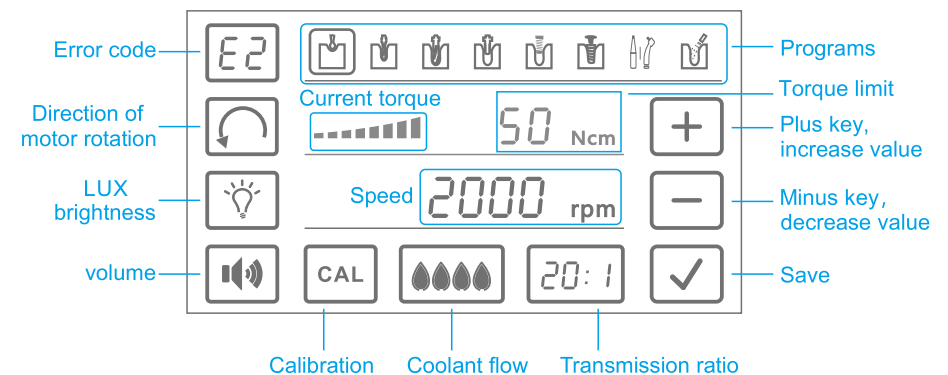 Error code
E2
Programs
Direction of
motor rotation
Current torque
50 Ncm
Torque limit
Plus key,
increase value
LUX
brightness
Speed
2000 rpm
Minus key,
decrease value
volume
CAL
20:1
Save
Calibration
Coolant flow
Transmission ratio